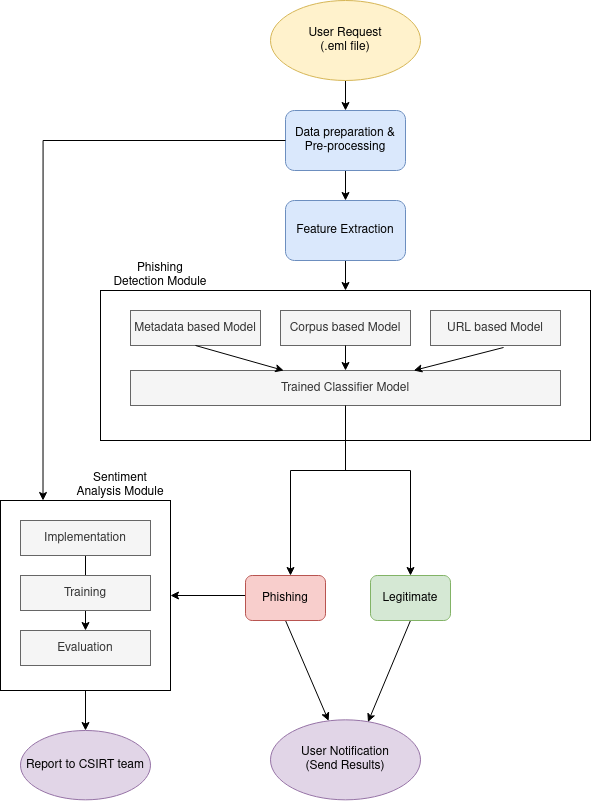 User Request
(.eml file)
Data preparation &
Pre-processing
Feature Extraction
Phishing
Detection Module
Metadata based Model
Corpus based Model
URL based Model
Trained Classifier Model
Sentiment
Analysis Module
Implementation
Training
Evaluation
Phishing
Legitimate
Report to CSIRT team
User Notification
(Send Results)